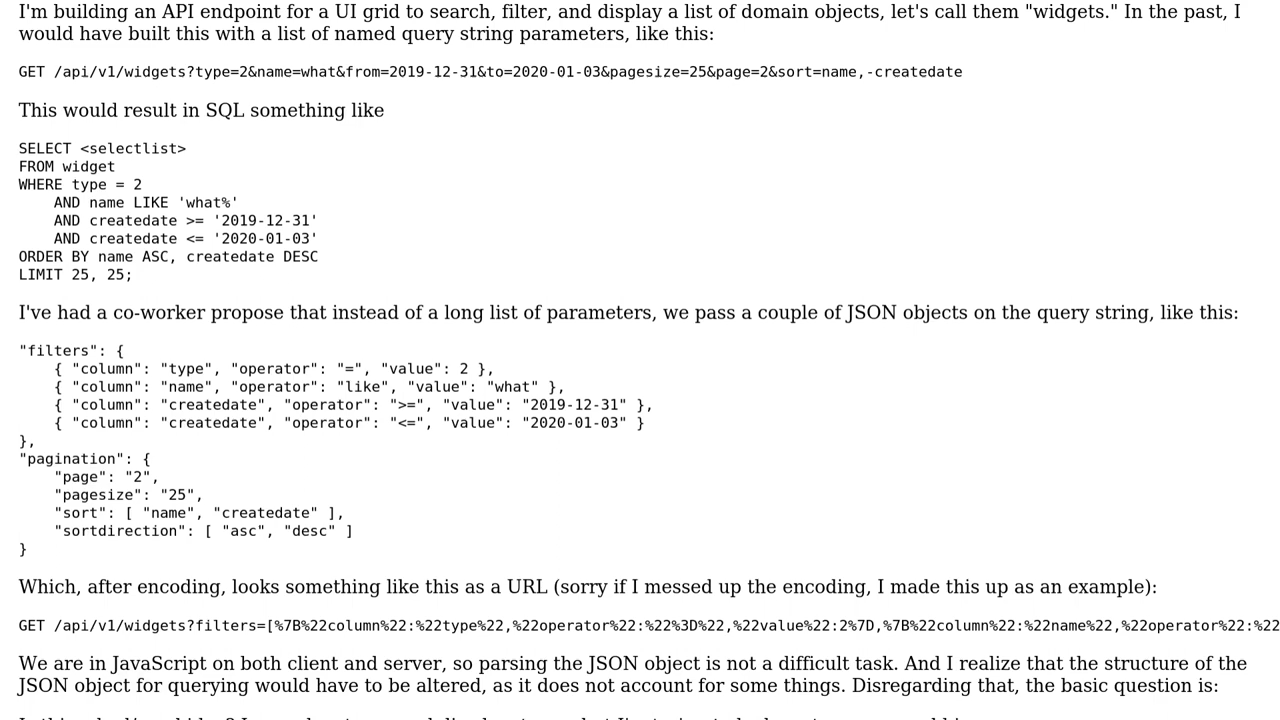 I'm building an API endpoint for a UI grid to search, filter, and display a list of domain objects, let's call them "widgets." In the past, I
would have built this with a list of named query string parameters, like this:
GET /api/v1/widgets?type=2&name=what&from=2019-12-31&to=2020-01-03&pagesize=25&page=2&sort=name,-createdate
This would result in SQL something like
SELECT <selectlist>
FROM widget
WHERE type = 2
    AND name LIKE 'what%'
    AND createdate >= '2019-12-31'
    AND createdate <= '2020-01-03'
ORDER BY name ASC, createdate DESC
LIMIT 25, 25;
I've had a co-worker propose that instead of a long list of parameters, we pass a couple of JSON objects on the query string, like this:
"filters": {
    { "column": "type", "operator": "=", "value": 2 },
    { "column": "name", "operator": "like", "value": "what" },
    { "column": "createdate", "operator": ">=", "value": "2019-12-31" },
    { "column": "createdate", "operator": "<=", "value": "2020-01-03" }
},
"pagination": {
    "page": "2",
    "pagesize": "25",
    "sort": [ "name", "createdate" ],
    "sortdirection": [ "asc", "desc" ]
}
Which, after encoding, looks something like this as a URL (sorry if I messed up the encoding, I made this up as an example):
GET /api/v1/widgets?filters=[%7B%22column%22:%22type%22,%22operator%22:%22%3D%22,%22value%22:2%7D,%7B%22column%22:%22name%22,%22operator%22:%22
We are in JavaScript on both client and server, so parsing the JSON object is not a difficult task. And I realize that the structure of the
JSON object for querying would have to be altered, as it does not account for some things. Disregarding that, the basic question is: